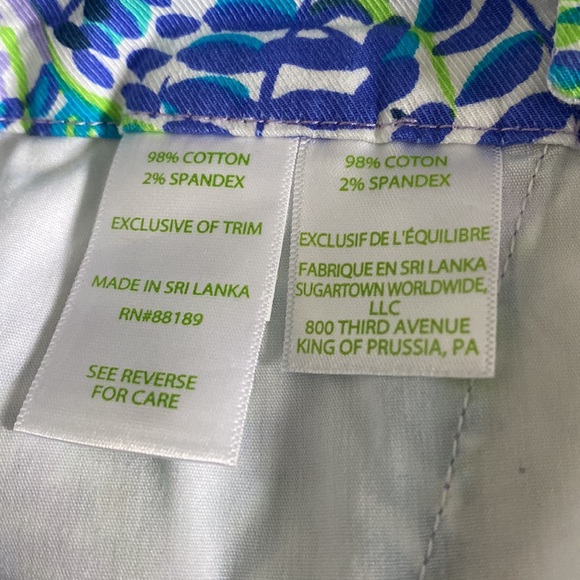 98% COTTON
2% SPANDEX
EXCLUSIVE OF TRIM
MADE IN SRI LANKA
RN#88189
SEE REVERSE
FOR CARE
98% COTON
2% SPANDEX
EXCLUSIF DE L'ÉQUILIBRE
FABRIQUE EN SRI LANKA
SUGARTOWN WORLDWIDE,
LLC
800 THIRD AVENUE
KING OF PRUSSIA, PA